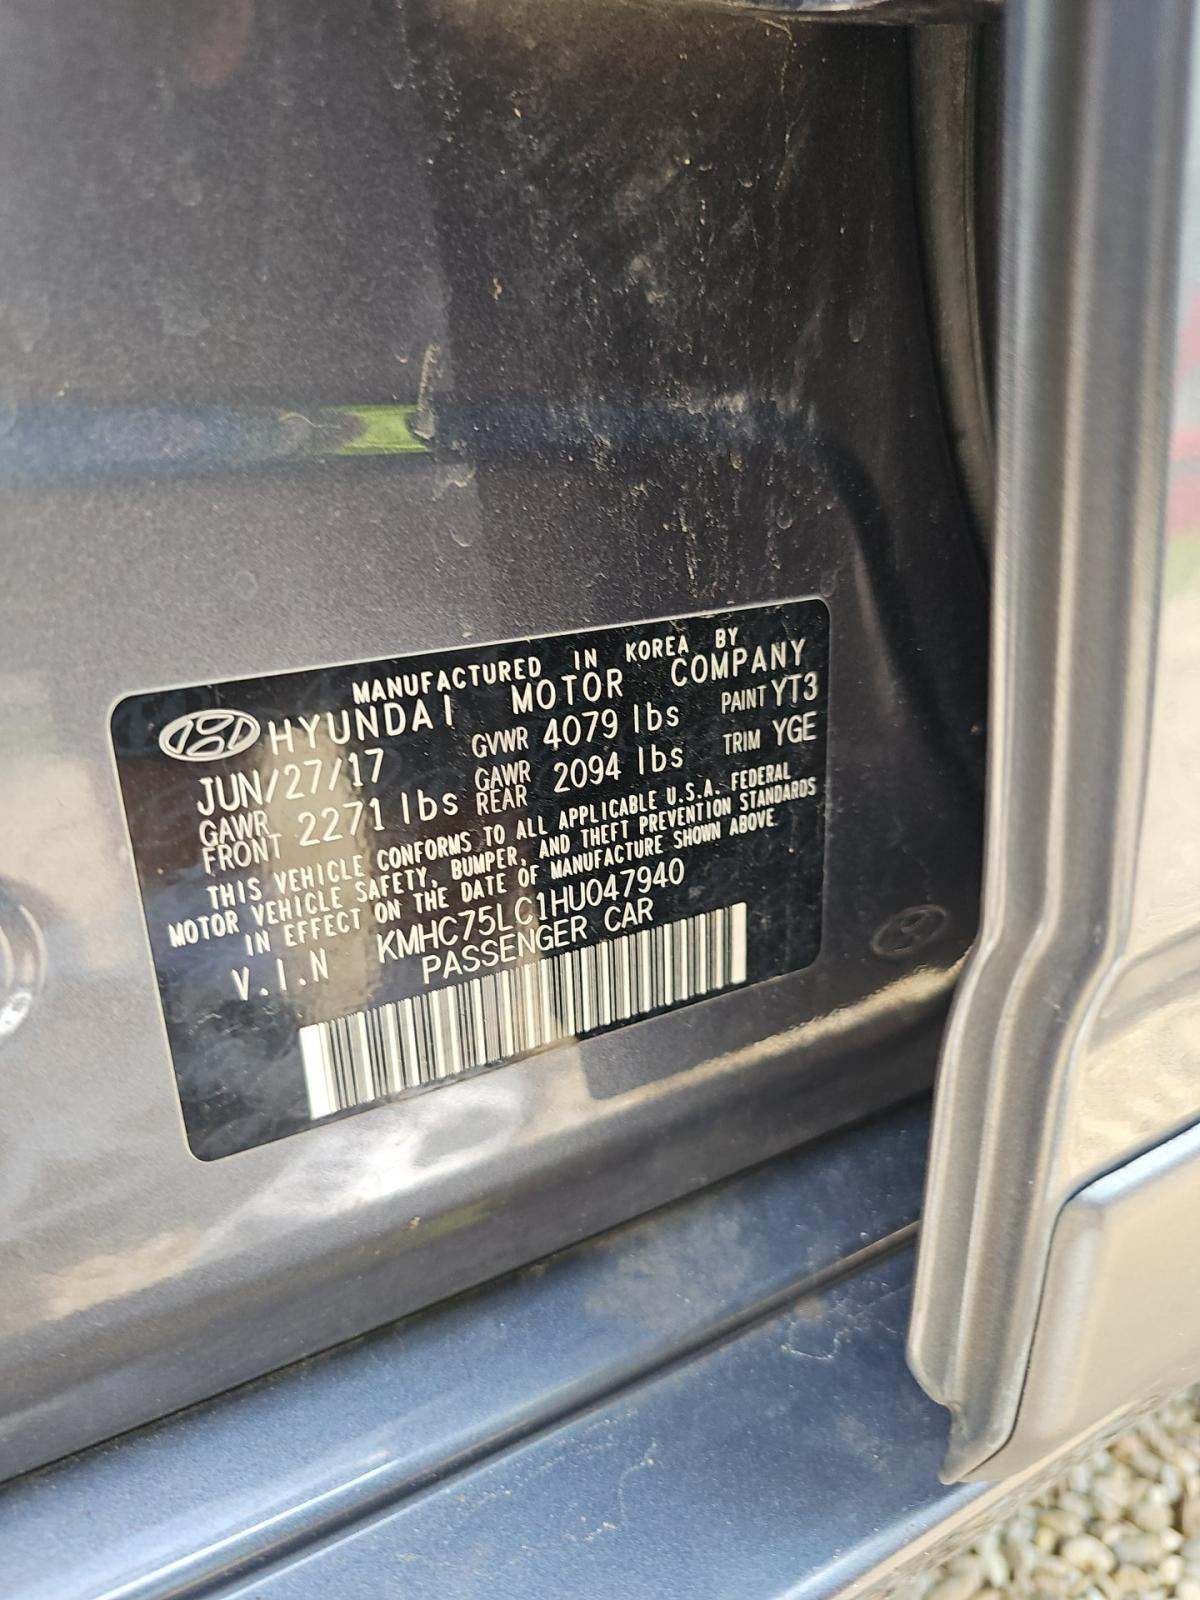 MANUFACTURED IN KOREA BY
HYUNDAI MOTOR COMPANY
JUN/27/17 GVWR 4079 lbs PAINT YT3
GAWR FRONT 2271 lbs GAWR REAR 2094 lbs TRIM YGE
THIS VEHICLE CONFORMS TO ALL APPLICABLE U.S.A. FEDERAL
MOTOR VEHICLE SAFETY, BUMPER, AND THEFT PREVENTION STANDARDS
IN EFFECT ON THE DATE OF MANUFACTURE SHOWN ABOVE.
V.I.N KMHC75LC1HU047940
PASSENGER CAR